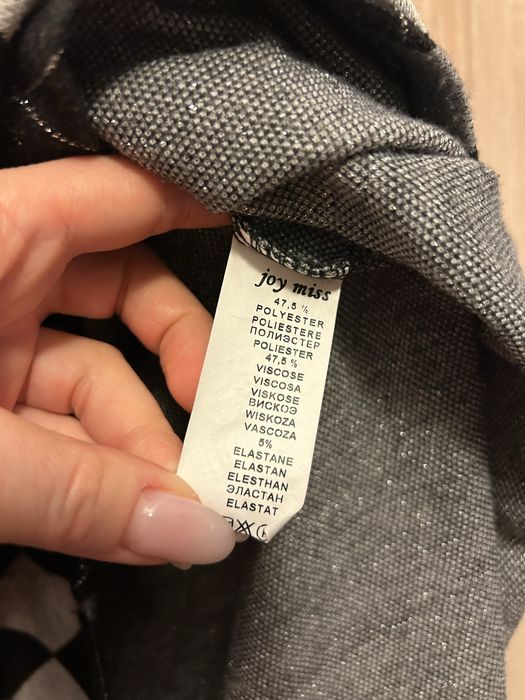 joy miss
47,5 %
POLYESTER
POLIESTERE
ПОЛИЭСТЕР
POLIESTER
47,5 %
VISCOSE
VISCOSA
VISKOSE
ВИСКОЭ
WISKOZA
VASCOZA
5%
ELASTANE
ELASTAN
ELESTHAN
ЭЛАСТАН
ELASTAT